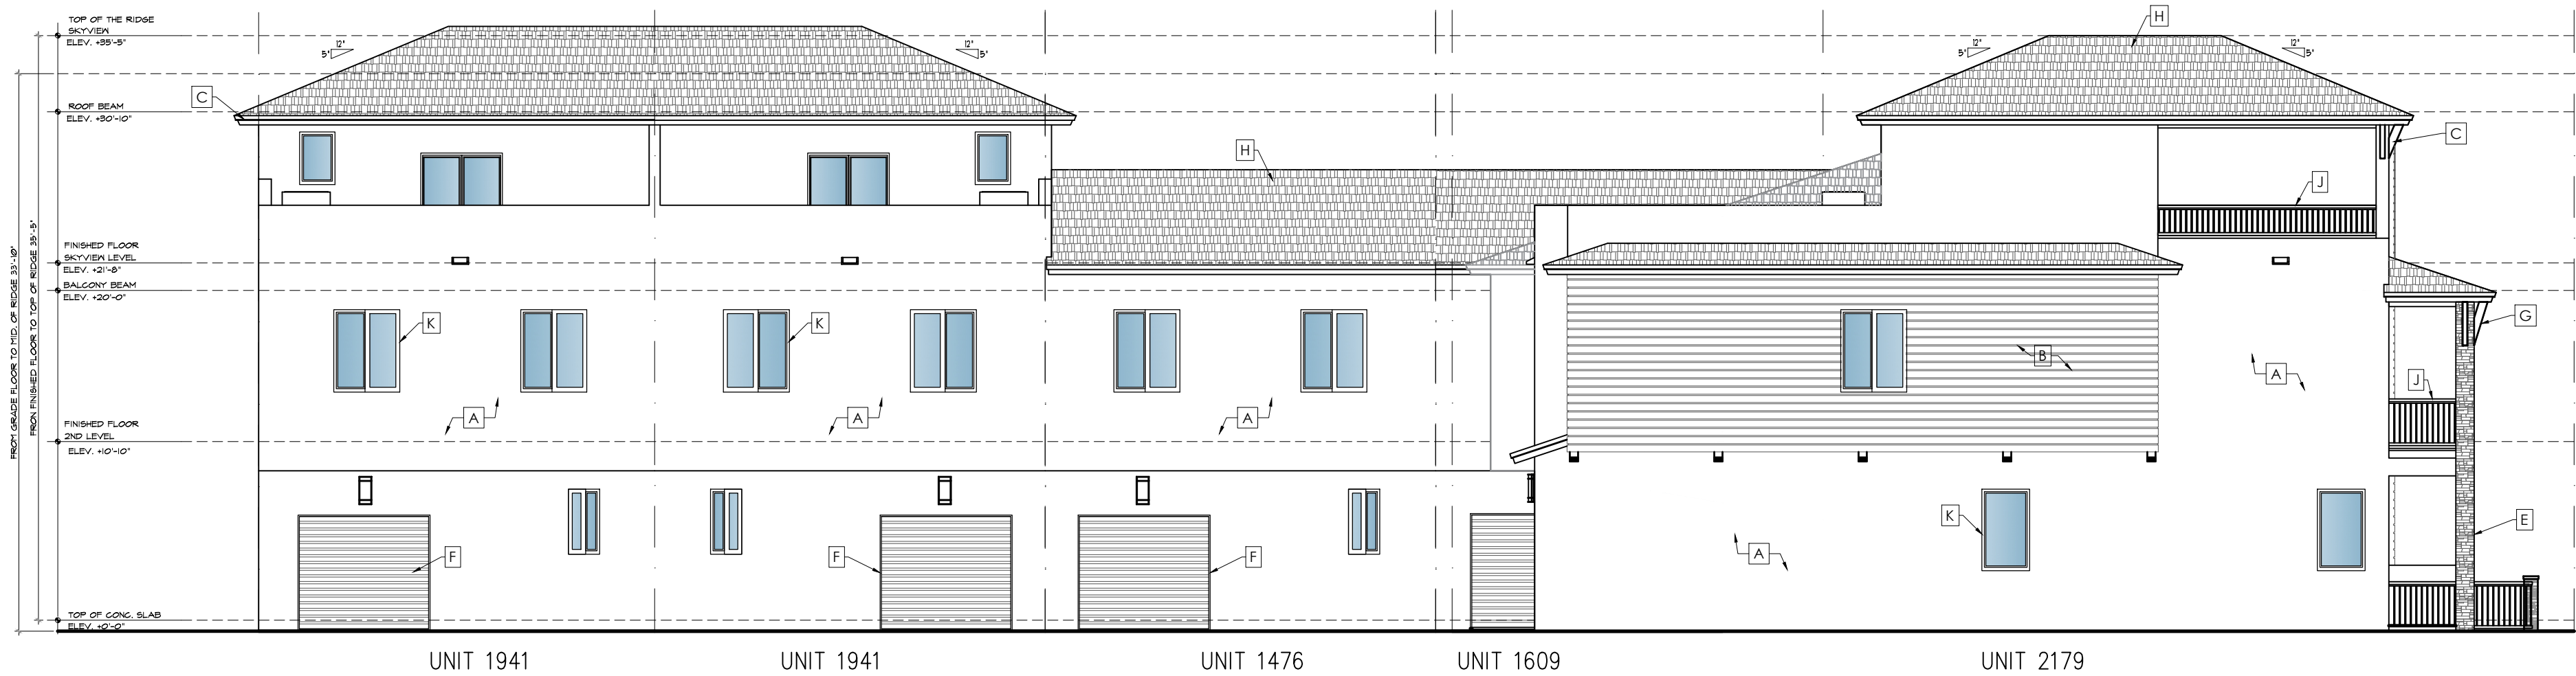 TOP OF THE RIDGE
SKYVIEW
ELEV. +35'-5"
12"
5"
12"
5"
12"
5"
12"
5"
H
ROOF BEAM
ELEV. +30'-10"
C
C
H
J
FINISHED FLOOR
SKYVIEW LEVEL
ELEV. +21'-8"
BALCONY BEAM
ELEV. +20'-0"
FROM GRADE FLOOR TO MID. OF RIDGE 33'-10"
FRON FINISHED FLOOR TO TOP OF RIDGE 35'-5"
K
K
G
B
A
J
A
A
A
FINISHED FLOOR
2ND LEVEL
ELEV. +10'-10"
K
E
F
F
F
A
TOP OF CONC. SLAB
ELEV. +0'-0"
UNIT 1941
UNIT 1941
UNIT 1476
UNIT 1609
UNIT 2179